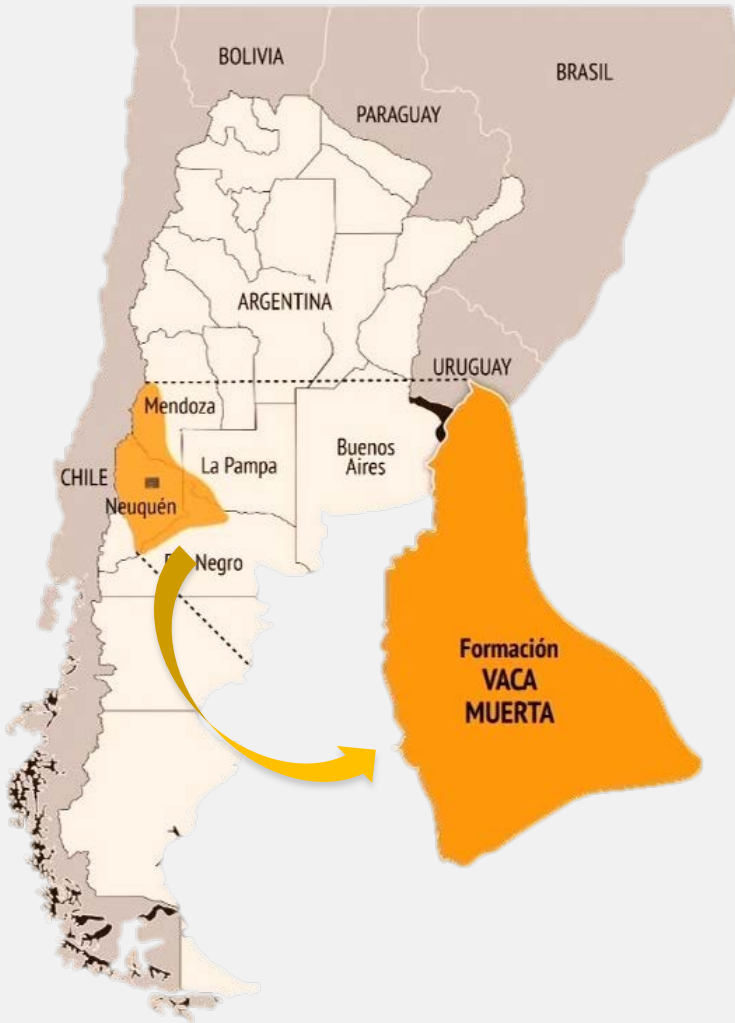 BOLIVIA
BRASIL
PARAGUAY
ARGENTINA
URUGUAY
Mendoza
Buenos
Aires
La Pampa
CHILE
Neuquén
Negro
Formación
VACA
MUERTA